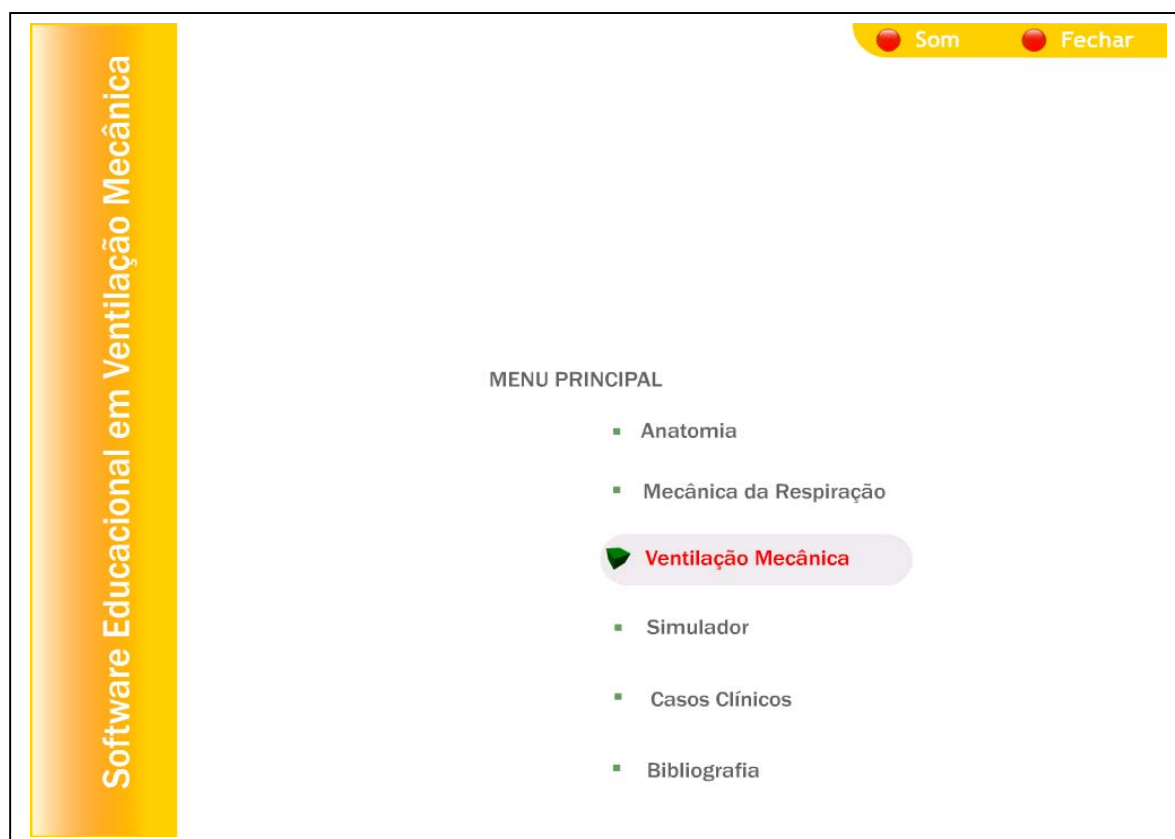 Software Educacional em Ventilação Mecânica
Som
Fechar
MENU PRINCIPAL
Anatomia
Mecânica da Respiração
Ventilação Mecânica
Simulador
Casos Clínicos
Bibliografia